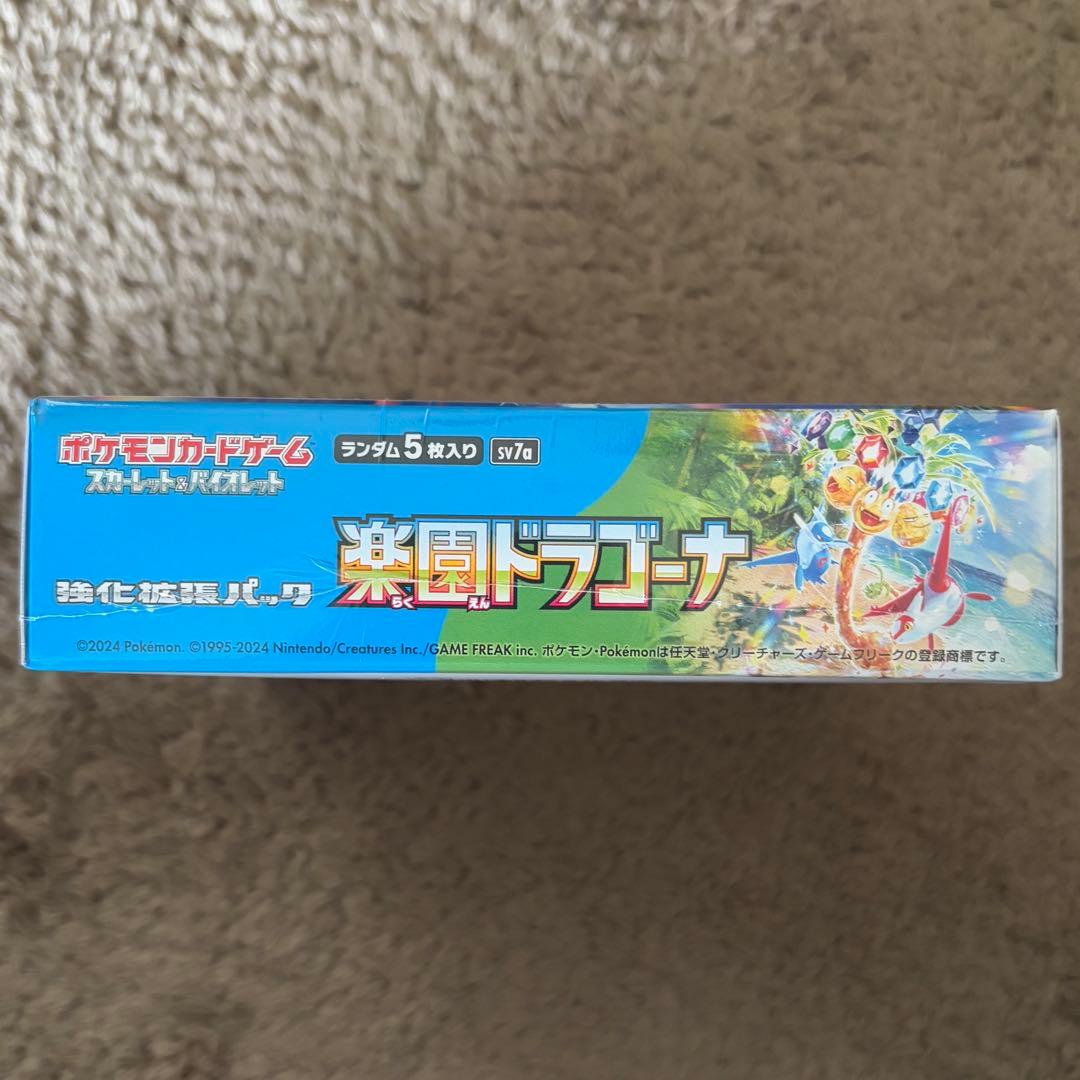 ポケモンカードゲーム™
スカーレット&バイオレット
ランダム5枚入り sv7a
強化拡張パック
楽園ドラゴーナ
らく えん
©2024 Pokémon. ©1995-2024 Nintendo/Creatures Inc./GAME FREAK inc. ポケモン・Pokémonは任天堂・クリーチャーズ・ゲームフリークの登録商標です。